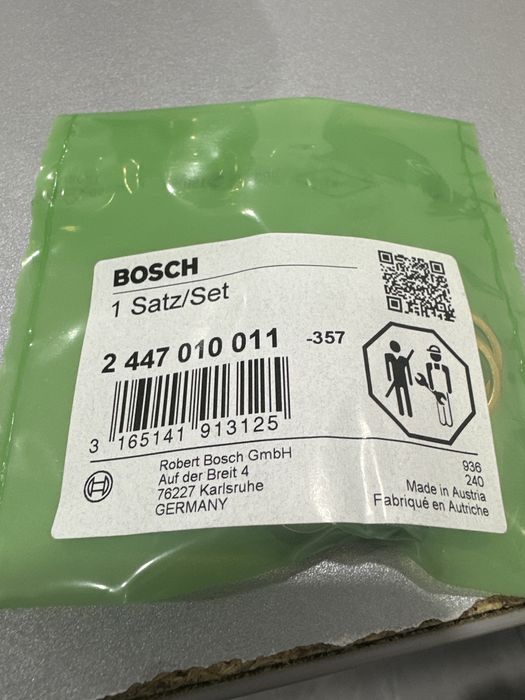 BOSCH
1 Satz/Set
2 447 010 011 -357
3 165141 913125
Robert Bosch GmbH
Auf der Breit 4
76227 Karlsruhe
GERMANY
936
240
Made in Austria
Fabriqué en Autriche